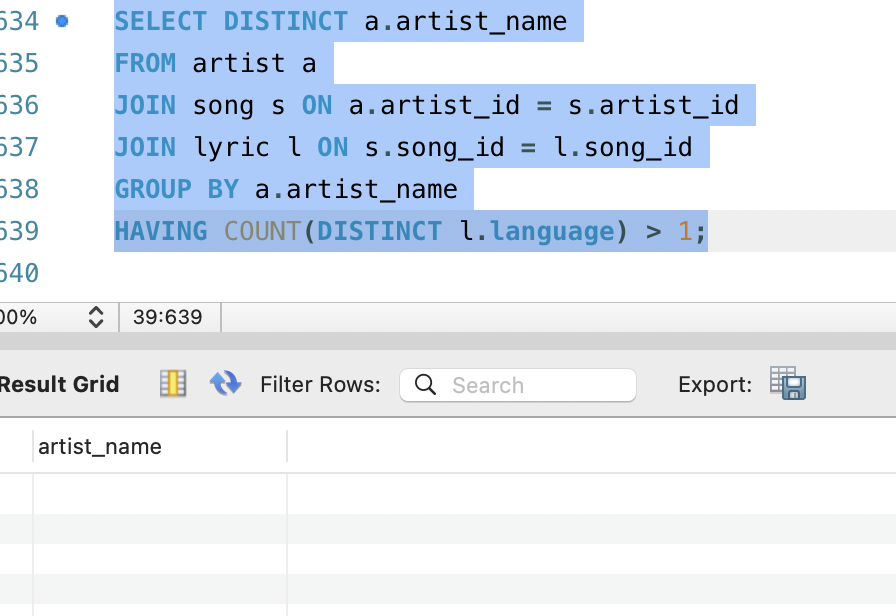 634 SELECT DISTINCT a.artist_name
635 FROM artist a
636 JOIN song s ON a.artist_id = s.artist_id
637 JOIN lyric l ON s.song_id = l.song_id
638 GROUP BY a.artist_name
639 HAVING COUNT(DISTINCT l.language) > 1;
640
00% 39:639
Result Grid Filter Rows: Search Export:
artist_name